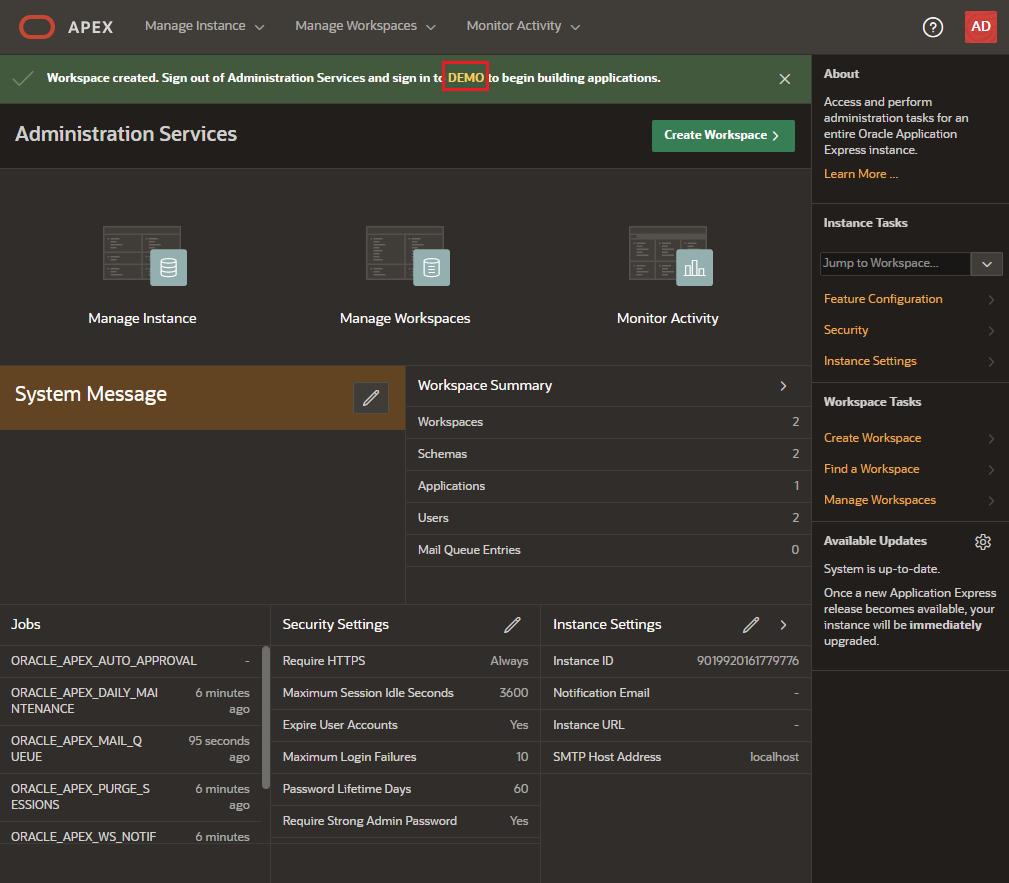 APEX
Manage Instance
Manage Workspaces
Monitor Activity
?
AD
Workspace created. Sign out of Administration Services and sign in to DEMO to begin building applications.
Administration Services
Create Workspace
Manage Instance
Manage Workspaces
Monitor Activity
System Message
Workspace Summary
Workspaces 2
Schemas 2
Applications 1
Users 2
Mail Queue Entries 0
Jobs
ORACLE_APEX_AUTO_APPROVAL -
ORACLE_APEX_DAILY_MAI 6 minutes
NTENANCE ago
ORACLE_APEX_MAIL_Q 95 seconds
UEUE ago
ORACLE_APEX_PURGE_S 6 minutes
ESSIONS ago
ORACLE_APEX_WS_NOTIF 6 minutes
Security Settings
Require HTTPS Always
Maximum Session Idle Seconds 3600
Expire User Accounts Yes
Maximum Login Failures 10
Password Lifetime Days 60
Require Strong Admin Password Yes
Instance Settings
Instance ID 9019920161779776
Notification Email -
Instance URL -
SMTP Host Address localhost
About
Access and perform
administration tasks for an
entire Oracle Application
Express instance.
Learn More ...
Instance Tasks
Jump to Workspace...
Feature Configuration
Security
Instance Settings
Workspace Tasks
Create Workspace
Find a Workspace
Manage Workspaces
Available Updates
System is up-to-date.
Once a new Application Express
release becomes available, your
instance will be immediately
upgraded.